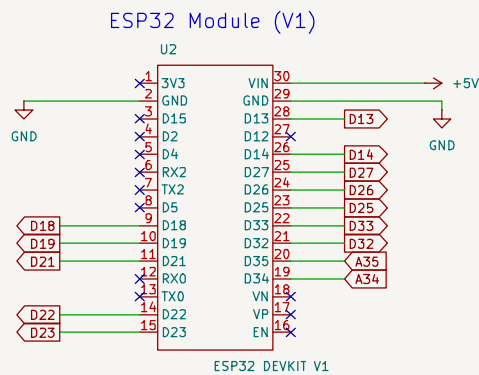 ESP32 Module (V1)
U2
1 3V3 VIN 30 +5V
2 GND GND 29
GND GND
3 D15 D13 28 D13
4 D2 D12 27
5 D4 D14 26 D14
6 RX2 D27 25 D27
7 TX2 D26 24 D26
8 D5 D25 23 D25
D18 9 D18 D33 22 D33
D19 10 D19 D32 21 D32
D21 11 D21 D35 20 A35
12 RX0 D34 19 A34
13 TX0 VN 18
D22 14 D22 VP 17
D23 15 D23 EN 16
ESP32 DEVKIT V1